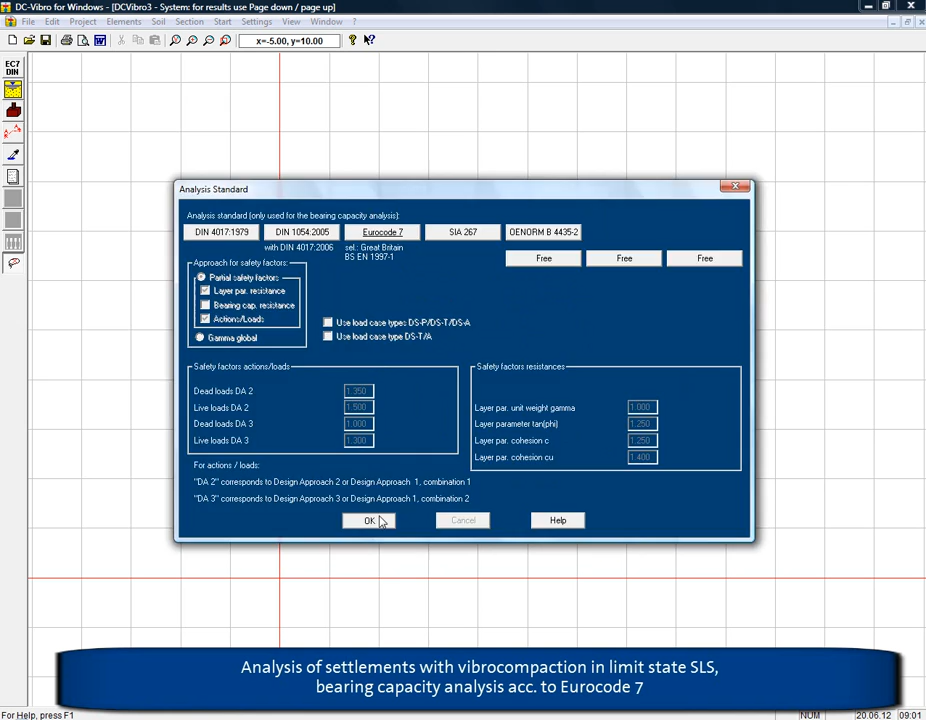 DC-Vibro for Windows - [DCVibro3 - System: for results use Page down / page up]
File Edit Project Elements Soil Section Start Settings View Window ?
x=-5.00, y=10.00
EC7
DIN
Analysis Standard
Analysis standard (only used for the bearing capacity analysis):
DIN 4017:1979 DIN 1054:2005 Eurocode 7 SIA 267 OENORM B 4435-2
with DIN 4017:2006 sel.: Great Britain
BS EN 1997-1
Free Free Free
Approach for safety factors:
Partial safety factors
Layer par. resistance
Bearing cap. resistance
Actions/Loads
Gamma global
Use load case types DS-P/DS-T/DS-A
Use load case type DS-T/A
Safety factors actions/loads
Dead loads DA 2 1.350
Live loads DA 2 1.500
Dead loads DA 3 1.000
Live loads DA 3 1.300
Safety factors resistances
Layer par. unit weight gamma 1.000
Layer parameter tan(phi) 1.250
Layer par. cohesion c 1.250
Layer par. cohesion cu 1.400
For actions / loads:
"DA 2" corresponds to Design Approach 2 or Design Approach 1, combination 1
"DA 3" corresponds to Design Approach 3 or Design Approach 1, combination 2
OK Cancel Help
Analysis of settlements with vibrocompaction in limit state SLS,
bearing capacity analysis acc. to Eurocode 7
For Help, press F1 NUM 20.06.12 09:01